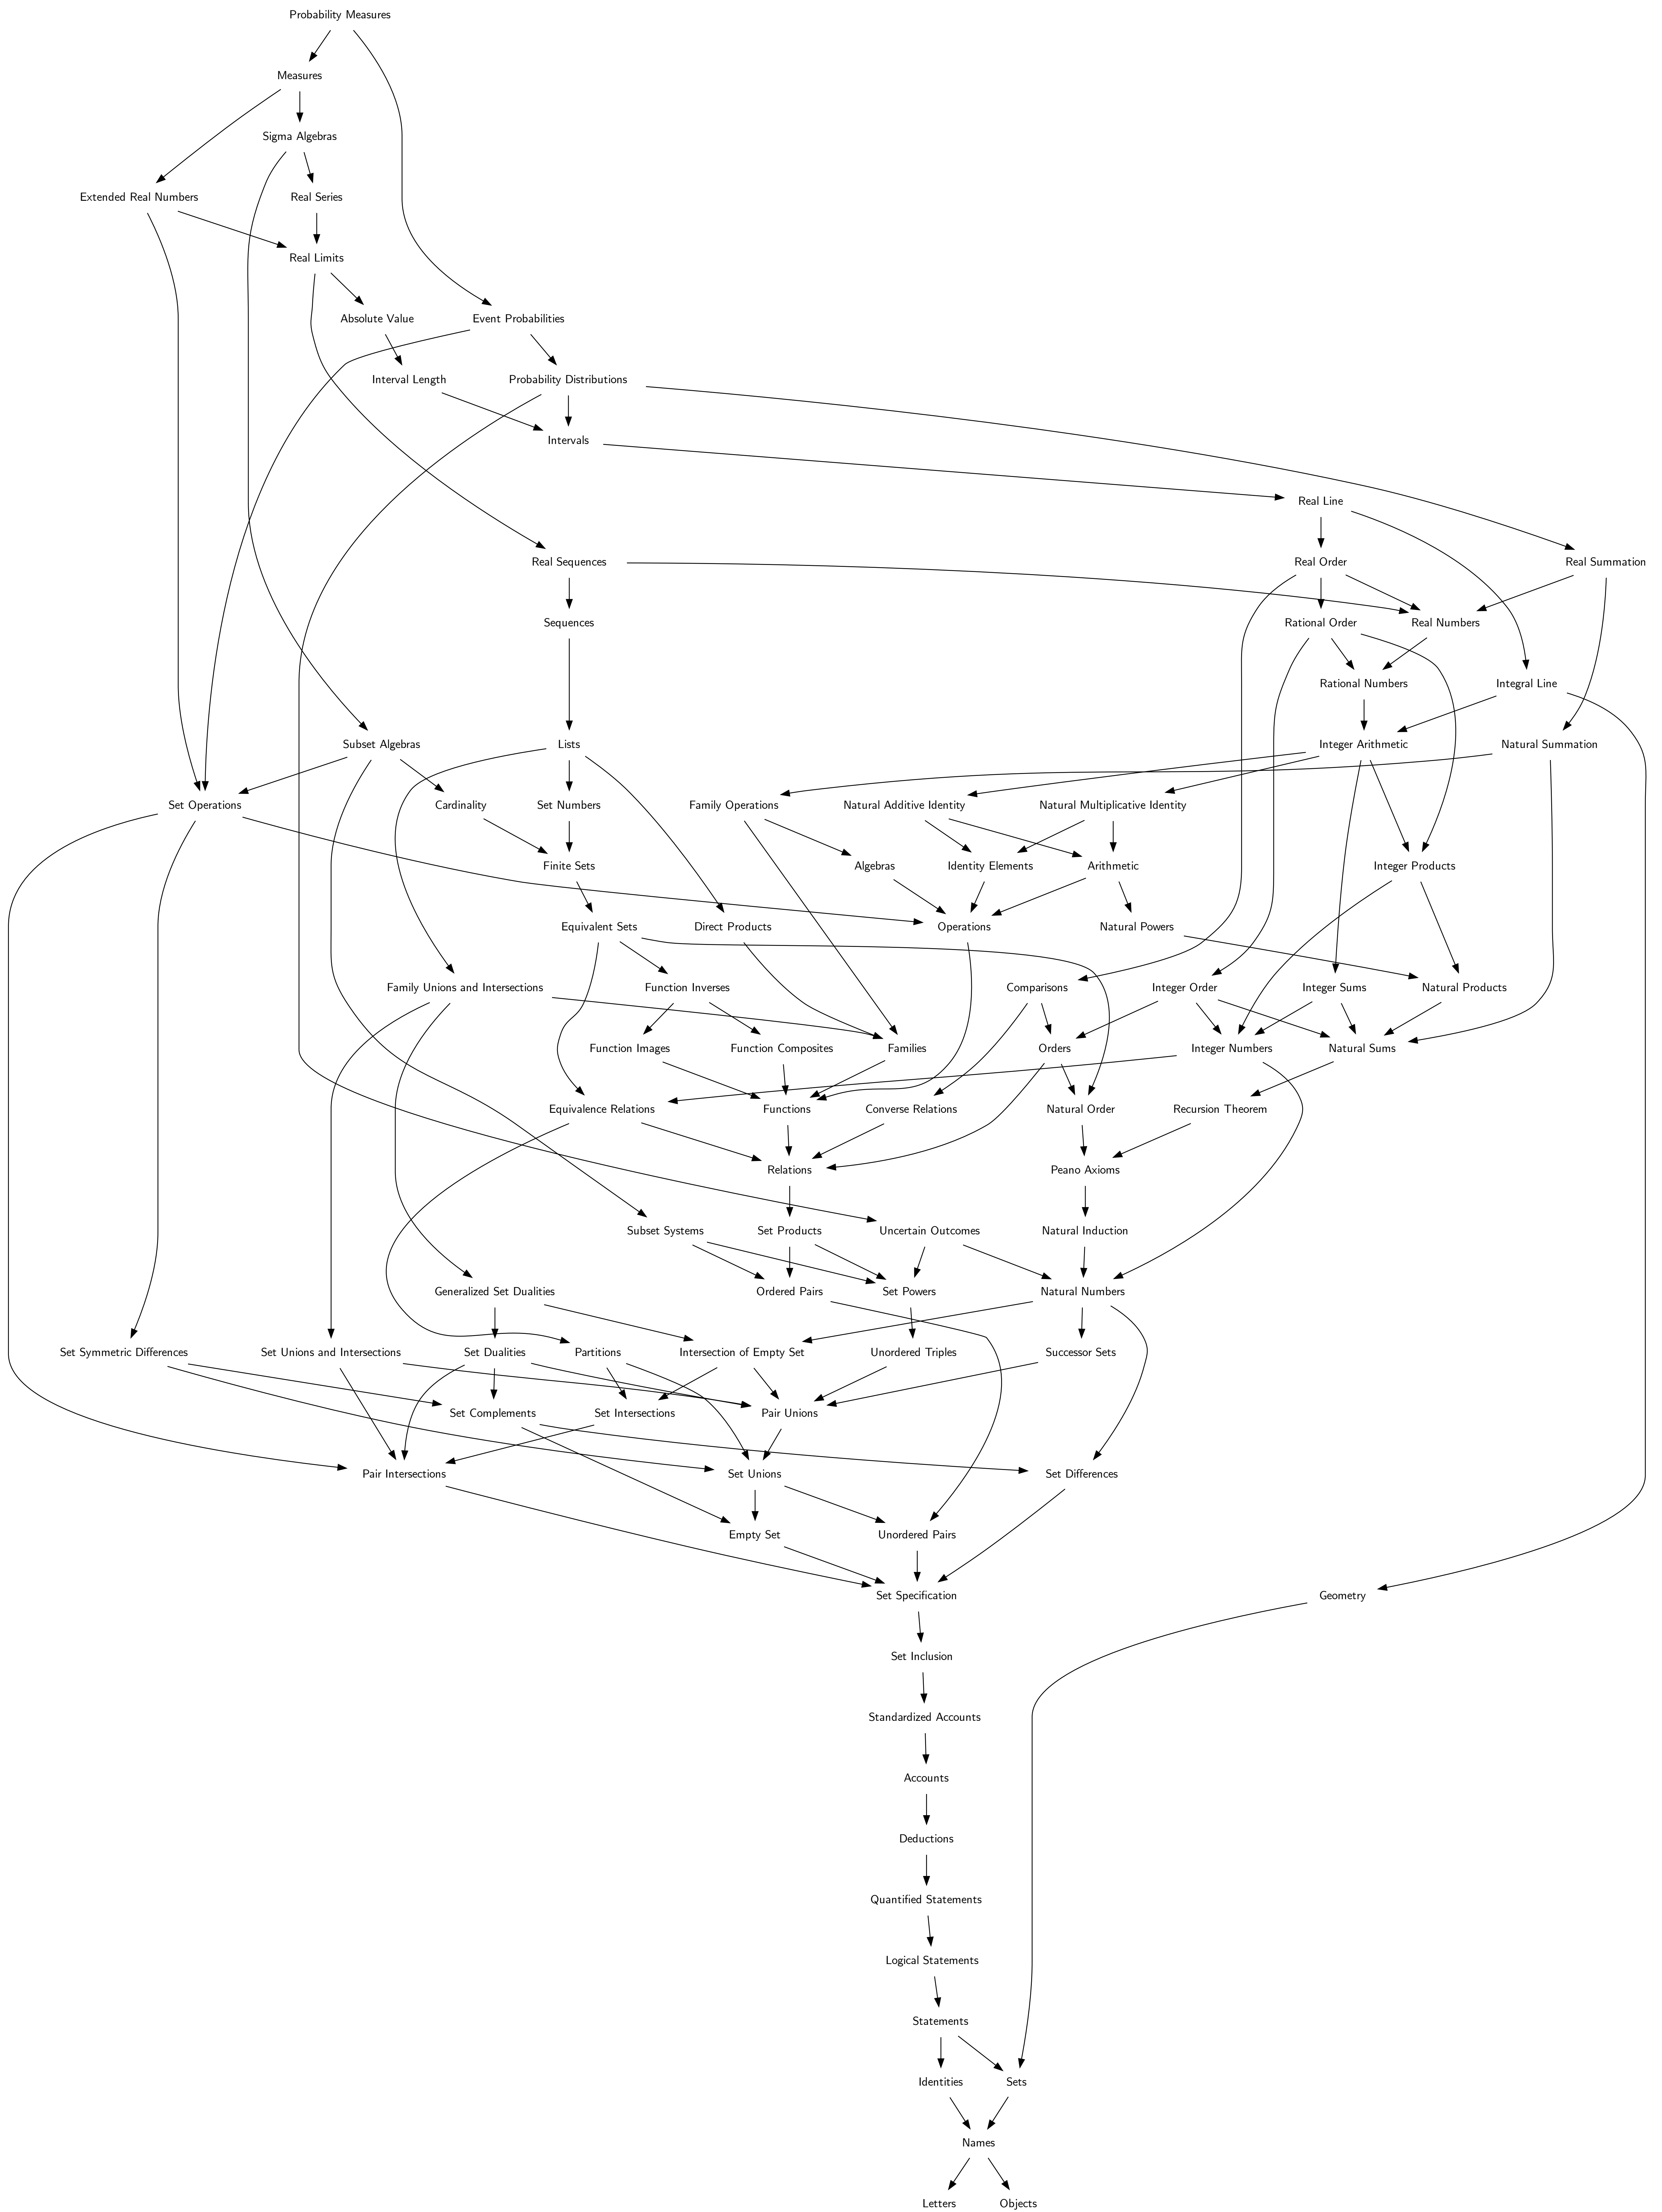 Probability Measures
Measures
Sigma Algebras
Extended Real Numbers
Real Series
Real Limits
Absolute Value
Event Probabilities
Interval Length
Probability Distributions
Intervals
Real Line
Real Sequences
Real Order
Real Summation
Sequences
Rational Order
Real Numbers
Rational Numbers
Integral Line
Subset Algebras
Lists
Integer Arithmetic
Natural Summation
Set Operations
Cardinality
Set Numbers
Family Operations
Natural Additive Identity
Natural Multiplicative Identity
Finite Sets
Algebras
Identity Elements
Arithmetic
Integer Products
Equivalent Sets
Direct Products
Operations
Natural Powers
Family Unions and Intersections
Function Inverses
Comparisons
Integer Order
Integer Sums
Natural Products
Function Images
Function Composites
Families
Orders
Integer Numbers
Natural Sums
Equivalence Relations
Functions
Converse Relations
Natural Order
Recursion Theorem
Relations
Peano Axioms
Subset Systems
Set Products
Uncertain Outcomes
Natural Induction
Generalized Set Dualities
Ordered Pairs
Set Powers
Natural Numbers
Set Symmetric Differences
Set Unions and Intersections
Set Dualities
Partitions
Intersection of Empty Set
Unordered Triples
Successor Sets
Set Complements
Set Intersections
Pair Unions
Pair Intersections
Set Unions
Set Differences
Empty Set
Unordered Pairs
Set Specification
Geometry
Set Inclusion
Standardized Accounts
Accounts
Deductions
Quantified Statements
Logical Statements
Statements
Identities
Sets
Names
Letters
Objects